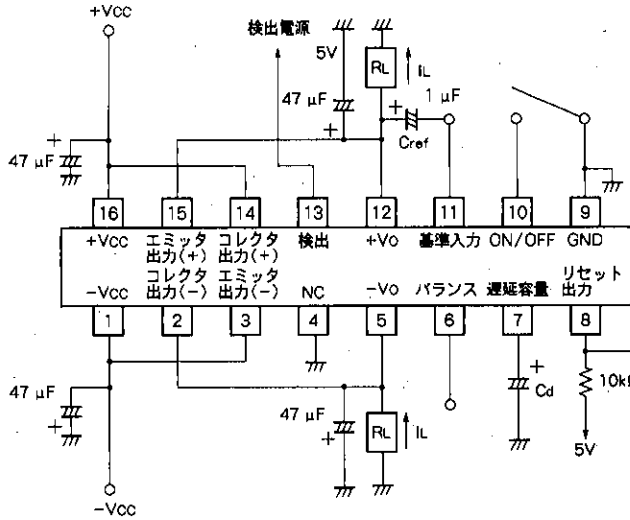 +VCC
検出電源
5V
47 μF
+
RL
IL
1 μF
+
Cref
+
47 μF
16
15
14
13
12
11
10
9
+VCC
エミッタ
出力(+)
コレクタ
出力(+)
検出
+VO
基準入力
ON/OFF
GND
-VCC
コレクタ
出力(-)
エミッタ
出力(-)
NC
-VO
バランス
遅延容量
リセット
出力
1
2
3
4
5
6
7
8
47 μF
+
47 μF
+
RL
IL
+
Cd
10kΩ
5V
-VCC